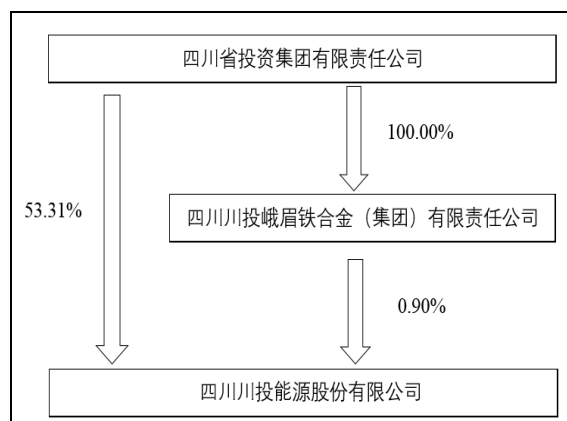 四川省投资集团有限责任公司
100.00%
53.31%
四川川投峨眉铁合金（集团）有限责任公司
0.90%
四川川投能源股份有限公司